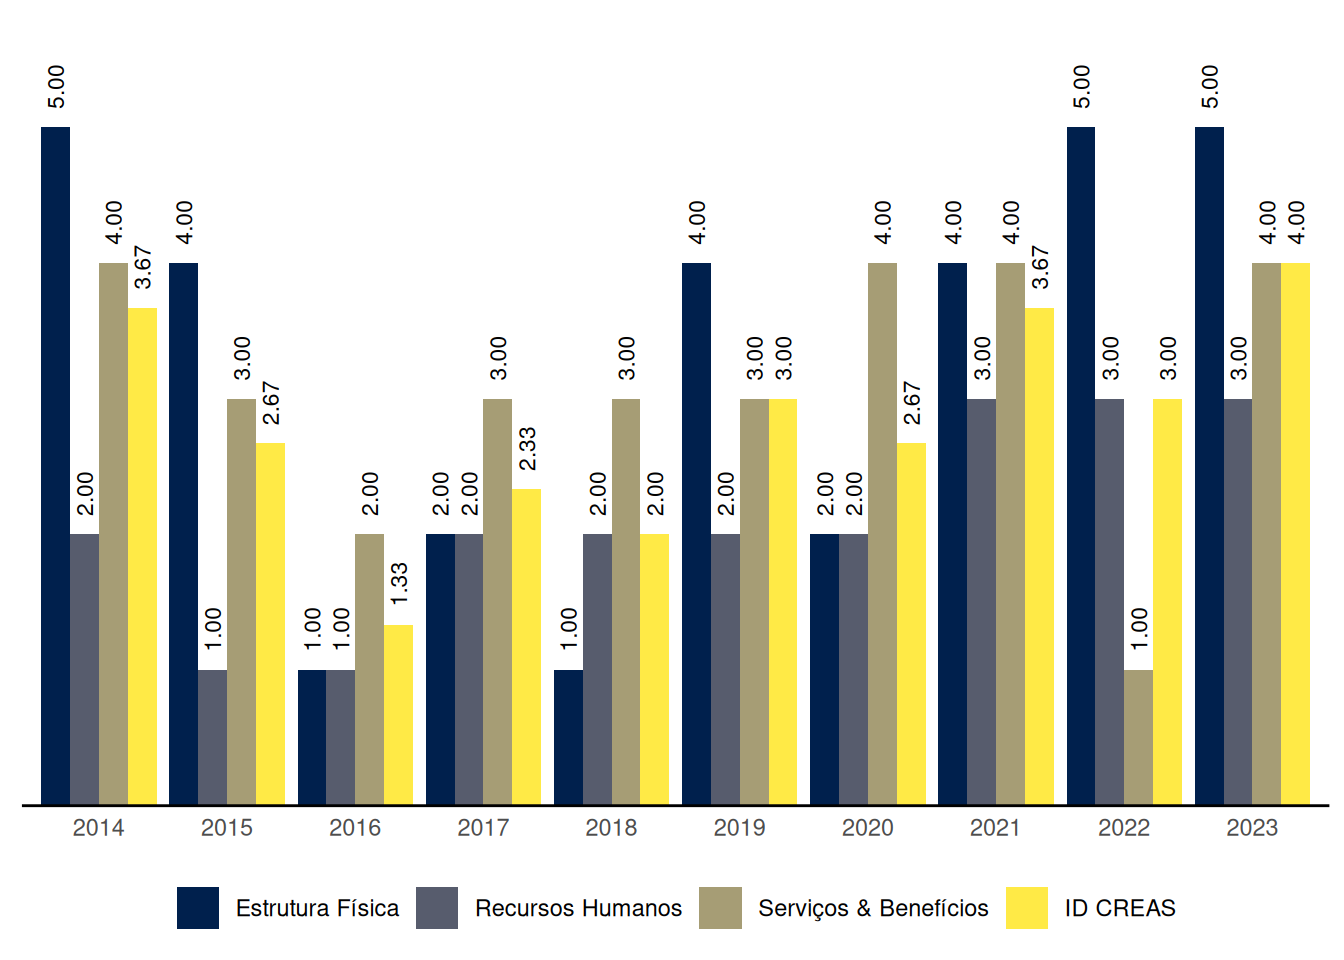 5.00 2.00 4.00 3.67 4.00 1.00 3.00 2.67 1.00 1.00 2.00 1.33 2.00 2.00 3.00 2.33 1.00 2.00 3.00 2.00 4.00 2.00 3.00 3.00 2.00 2.00 4.00 2.67 4.00 3.00 4.00 3.67 5.00 3.00 1.00 3.00 5.00 3.00 4.00 4.00
2014 2015 2016 2017 2018 2019 2020 2021 2022 2023
Estrutura Física Recursos Humanos Serviços & Benefícios ID CREAS